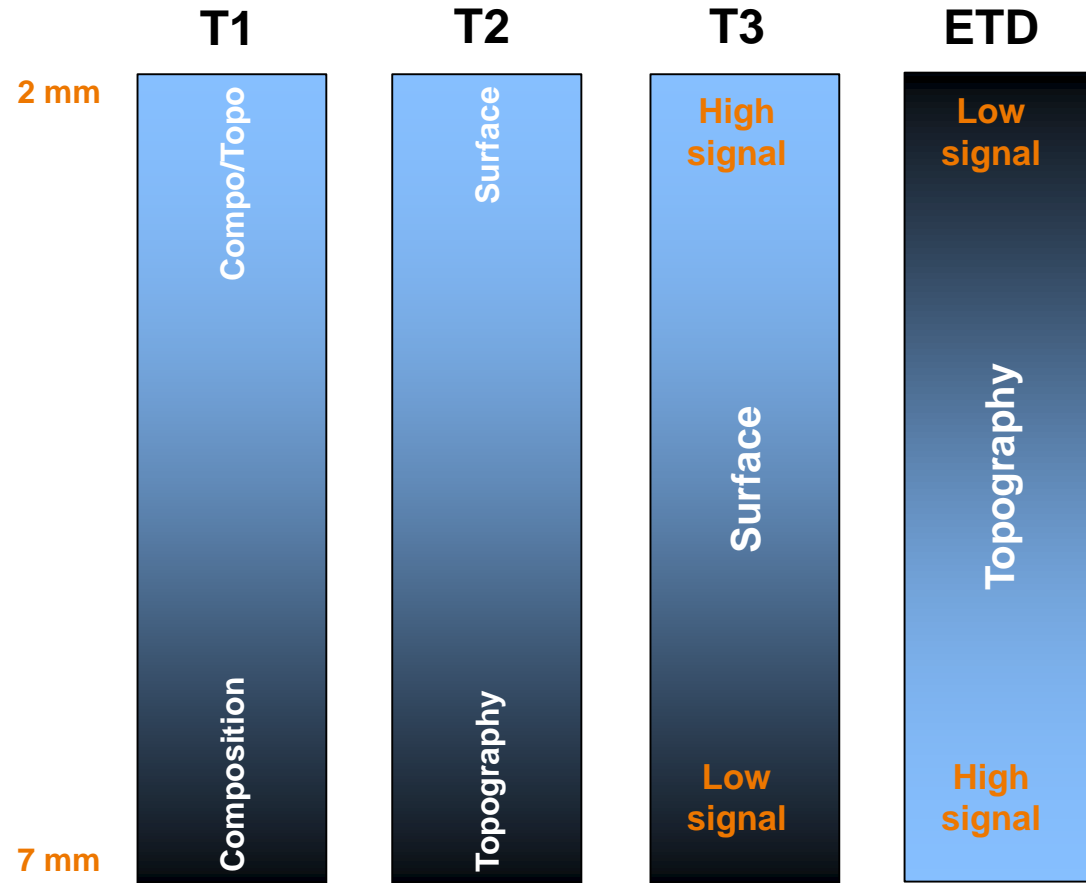 T1
T2
T3
ETD
2 mm
Compo/Topo
Surface
High
signal
Low
signal
Surface
Topography
Composition
Topography
Low
signal
High
signal
7 mm